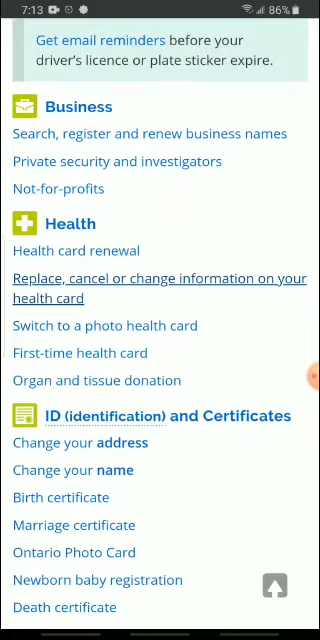 7:13
86%
Get email reminders before your
driver's licence or plate sticker expire.
Business
Search, register and renew business names
Private security and investigators
Not-for-profits
Health
Health card renewal
Replace, cancel or change information on your
health card
Switch to a photo health card
First-time health card
Organ and tissue donation
ID (identification) and Certificates
Change your address
Change your name
Birth certificate
Marriage certificate
Ontario Photo Card
Newborn baby registration
Death certificate